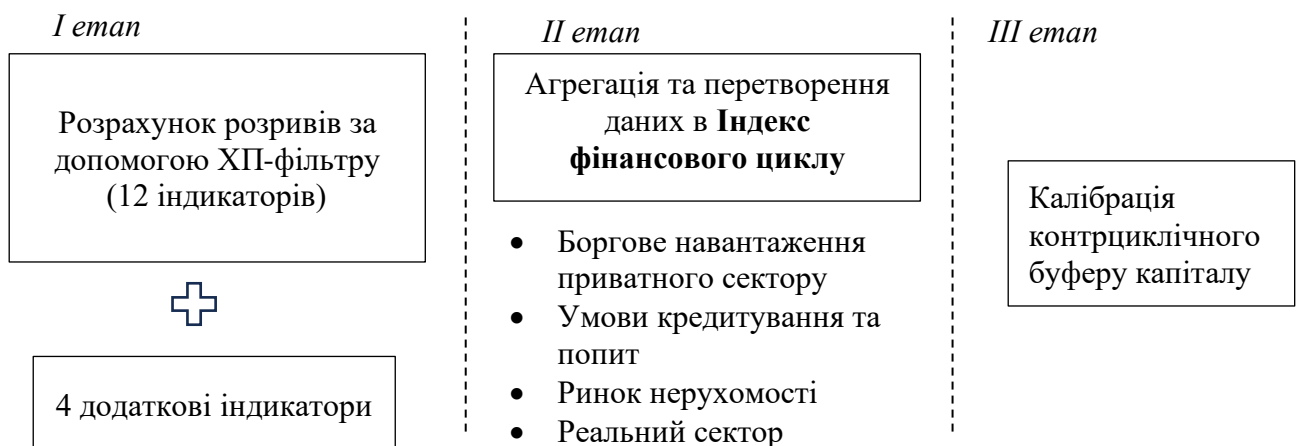 I етап
Розрахунок розривів за
допомогою ХП-фільтру
(12 індикаторів)
4 додаткові індикатори
II етап
Агрегація та перетворення
даних в Індекс
фінансового циклу
• Боргове навантаження
приватного сектору
• Умови кредитування та
попит
• Ринок нерухомості
• Реальний сектор
III етап
Калібрація
контрциклічного
буферу капіталу